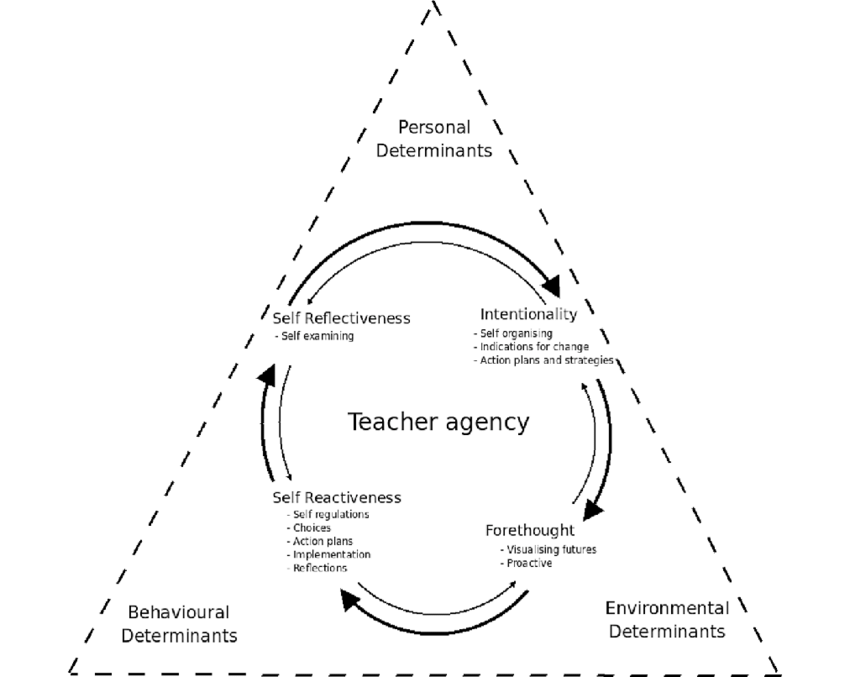 Personal
Determinants
Self Reflectiveness
- Self examining
Intentionality
- Self organising
- Indications for change
- Action plans and strategies
Teacher agency
Self Reactiveness
- Self regulations
- Choices
- Action plans
- Implementation
- Reflections
Forethought
- Visualising futures
- Proactive
Behavioural
Determinants
Environmental
Determinants